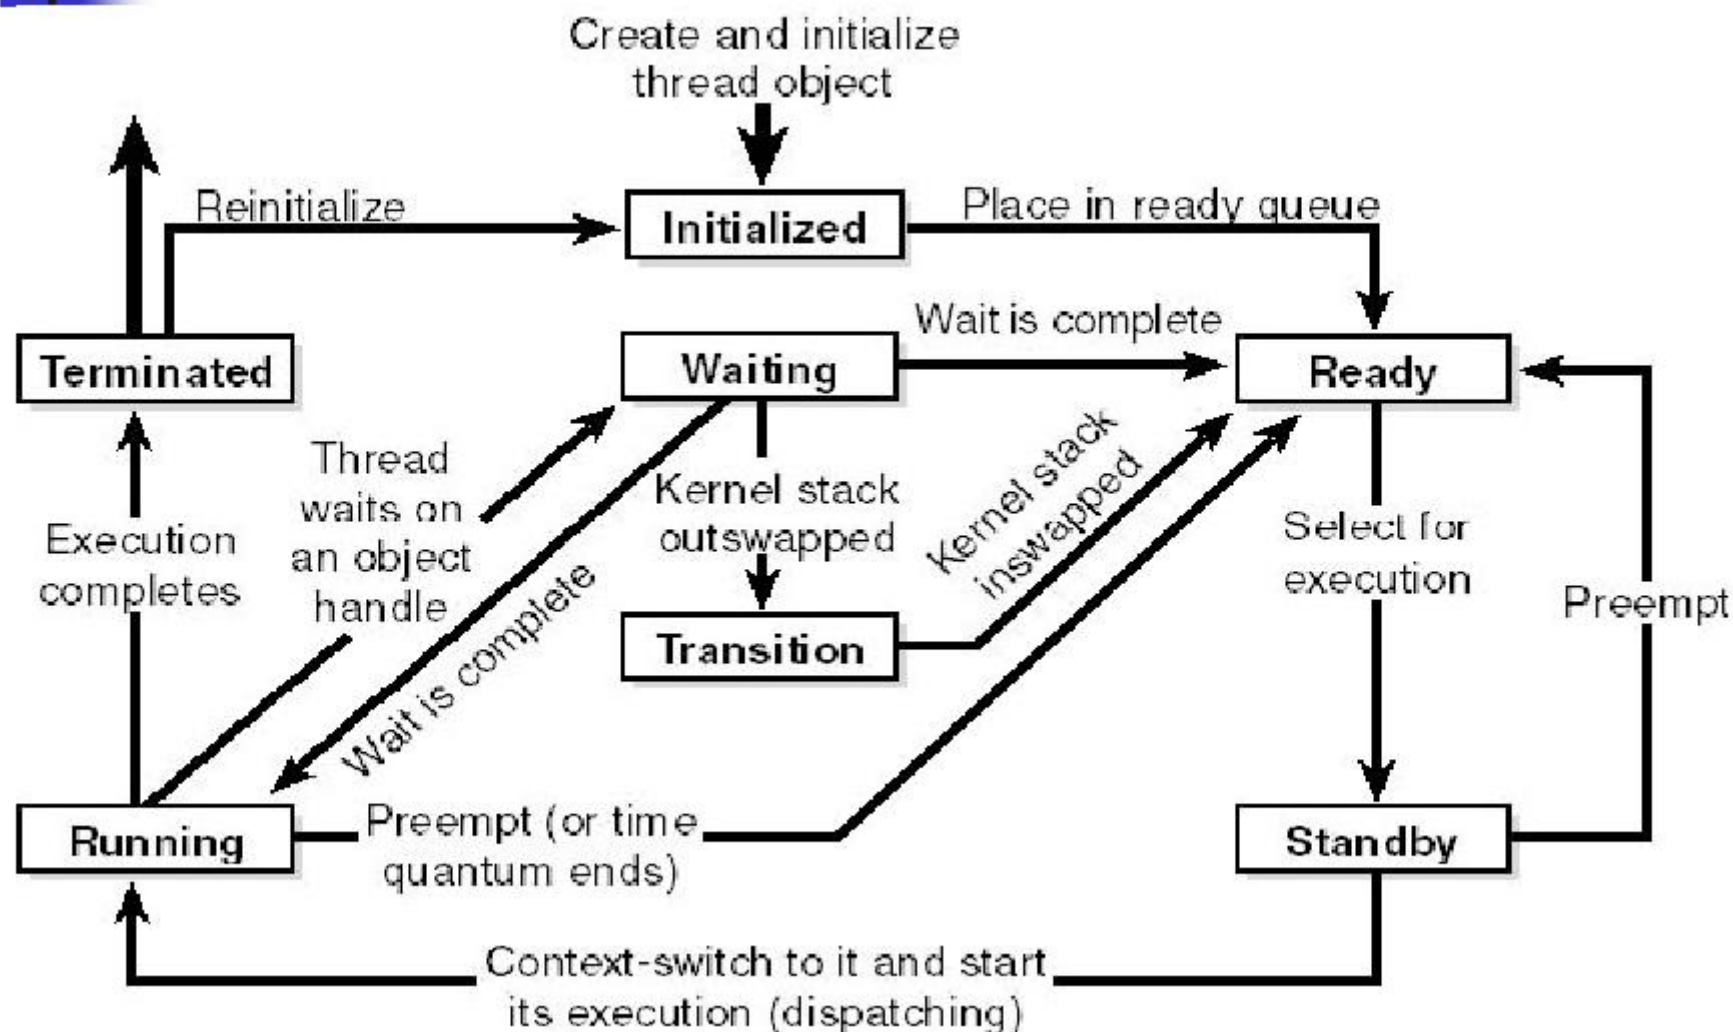 Create and initialize
thread object
Reinitialize
Initialized
Place in ready queue
Terminated
Waiting
Wait is complete
Ready
Thread
waits on
an object
handle
Kernel stack
outswapped
Kernel stack
inswapped
Select for
execution
Execution
completes
Preempt
Wait is complete
Transition
Running
Preempt (or time
quantum ends)
Standby
Context-switch to it and start
its execution (dispatching)